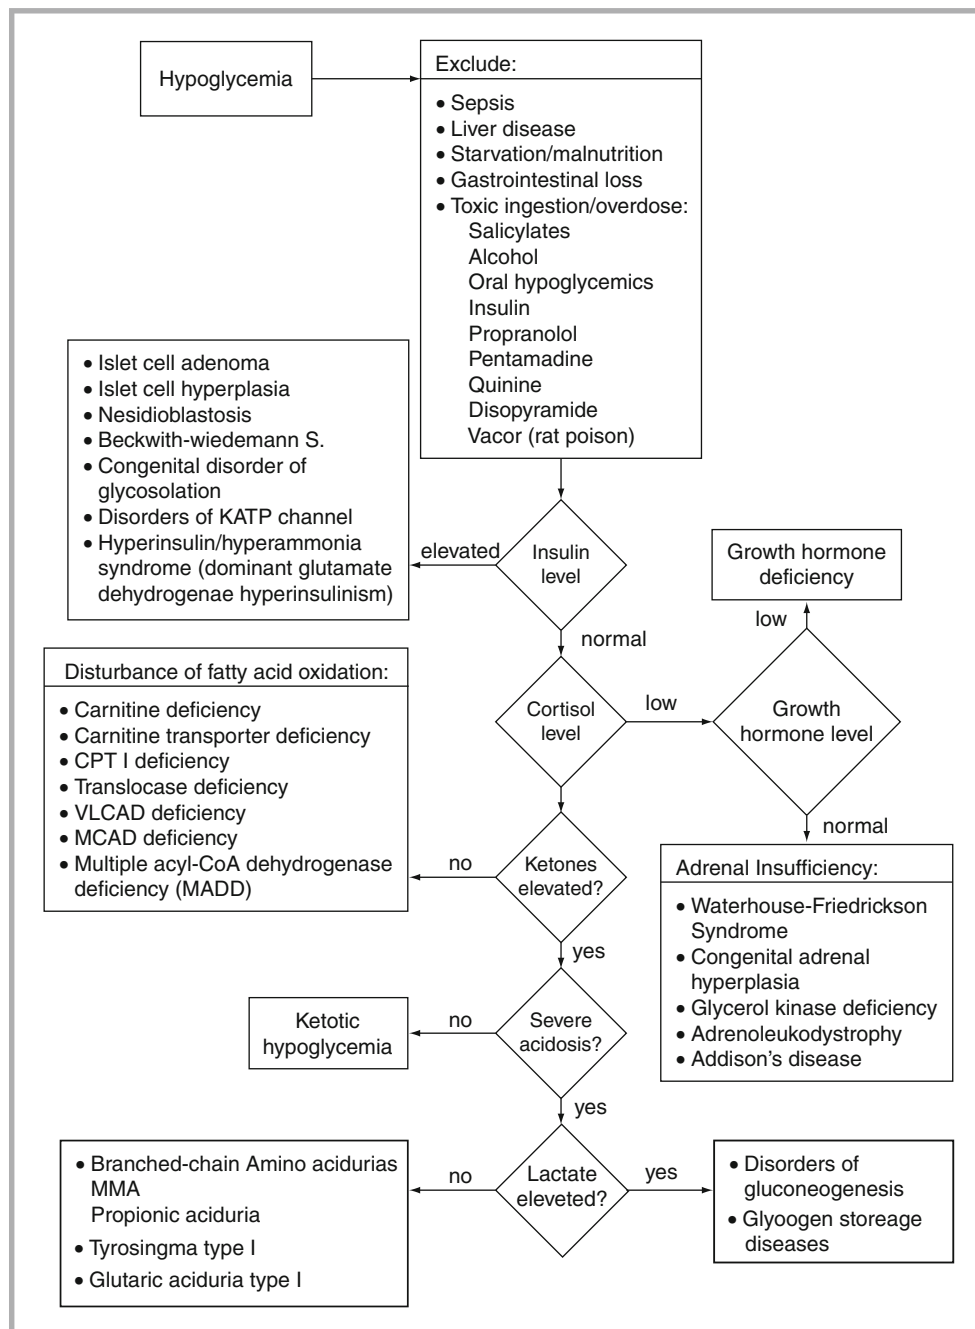 Hypoglycemia
Exclude:
• Sepsis
• Liver disease
• Starvation/malnutrition
• Gastrointestinal loss
• Toxic ingestion/overdose:
Salicylates
Alcohol
Oral hypoglycemics
Insulin
Propranolol
Pentamadine
Quinine
Disopyramide
Vacor (rat poison)
• Islet cell adenoma
• Islet cell hyperplasia
• Nesidioblastosis
• Beckwith-wiedemann S.
• Congenital disorder of
glycosolation
• Disorders of KATP channel
• Hyperinsulin/hyperammonia
syndrome (dominant glutamate
dehydrogenae hyperinsulinism)
elevated
Insulin
level
normal
Growth hormone
deficiency
low
Cortisol
level
low
Growth
hormone level
normal
Disturbance of fatty acid oxidation:
• Carnitine deficiency
• Carnitine transporter deficiency
• CPT I deficiency
• Translocase deficiency
• VLCAD deficiency
• MCAD deficiency
• Multiple acyl-CoA dehydrogenase
deficiency (MADD)
no
Ketones
elevated?
yes
Adrenal Insufficiency:
• Waterhouse-Friedrickson
Syndrome
• Congenital adrenal
hyperplasia
• Glycerol kinase deficiency
• Adrenoleukodystrophy
• Addison's disease
Ketotic
hypoglycemia
no
Severe
acidosis?
yes
• Branched-chain Amino acidurias
MMA
Propionic aciduria
• Tyrosingma type I
• Glutaric aciduria type I
no
Lactate
eleveted?
yes
• Disorders of
gluconeogenesis
• Glyoogen storeage
diseases